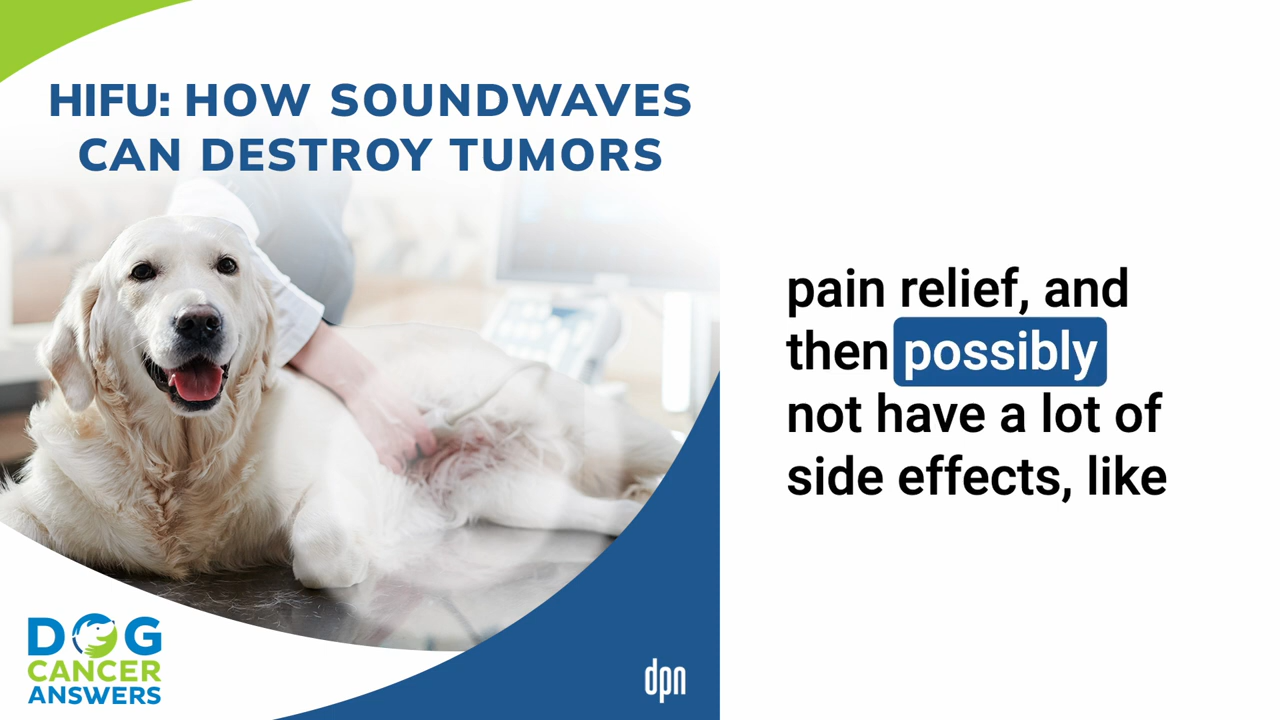 HIFU: HOW SOUNDWAVES
CAN DESTROY TUMORS
pain relief, and
then possibly
not have a lot of
side effects, like
DOG
CANCER
ANSWERS
dpn